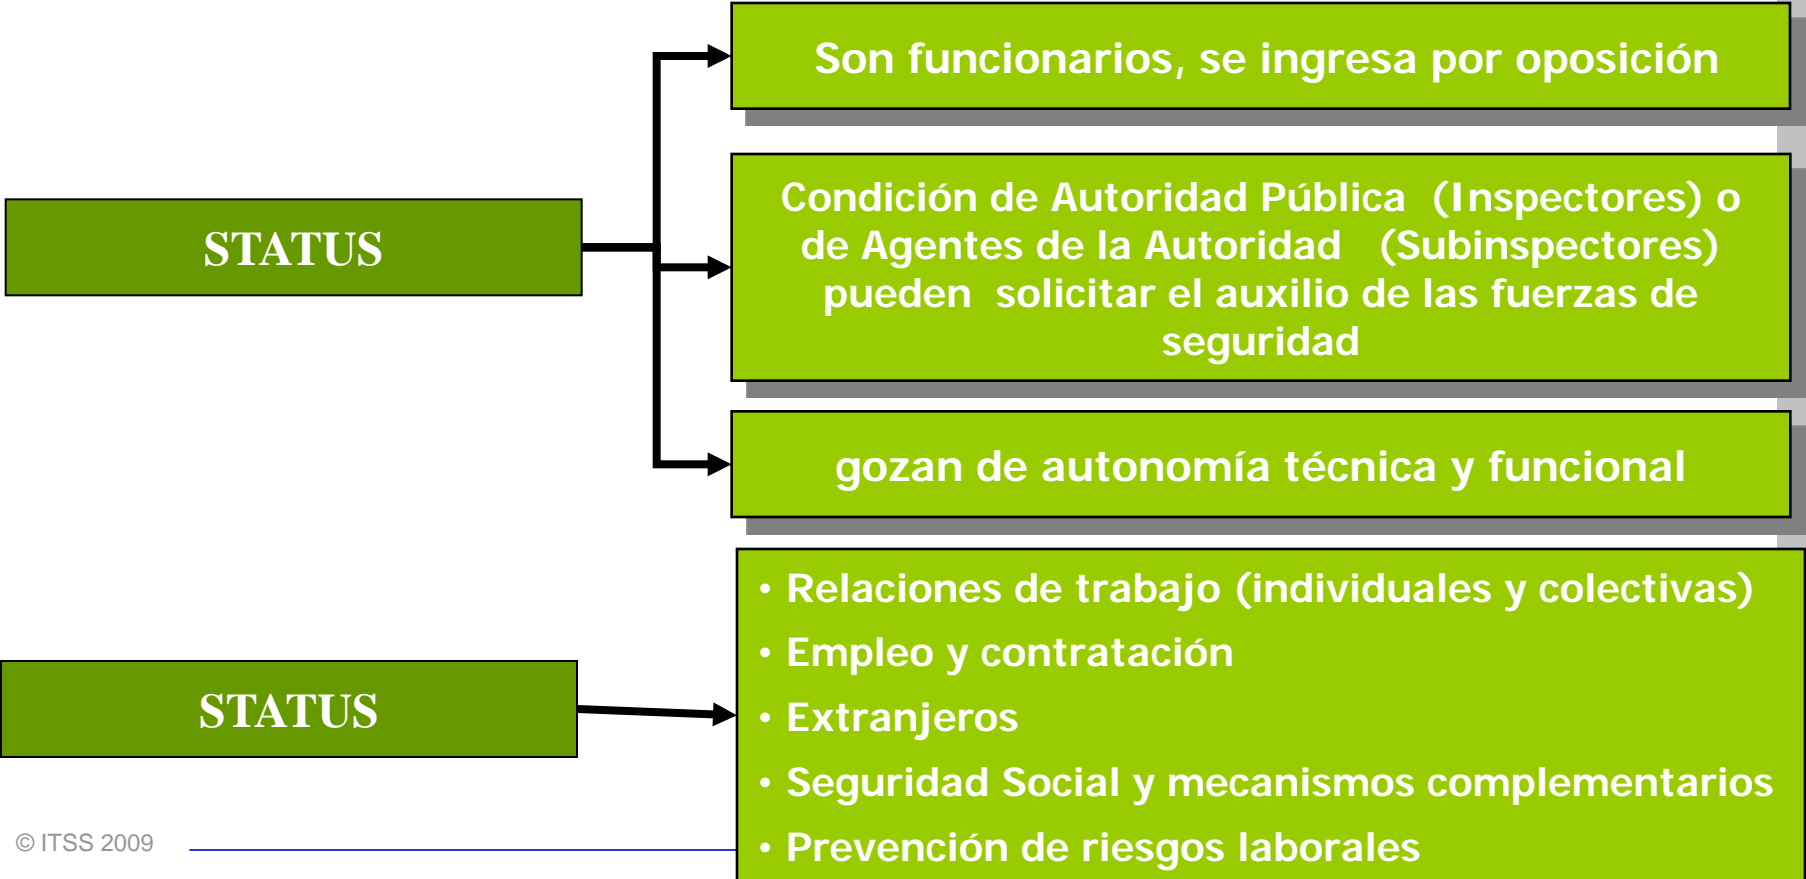 Son funcionarios, se ingresa por oposición
STATUS
Condición de Autoridad Pública (Inspectores) o
de Agentes de la Autoridad (Subinspectores)
pueden solicitar el auxilio de las fuerzas de
seguridad
gozan de autonomía técnica y funcional
STATUS
• Relaciones de trabajo (individuales y colectivas)
• Empleo y contratación
• Extranjeros
• Seguridad Social y mecanismos complementarios
• Prevención de riesgos laborales
© ITSS 2009